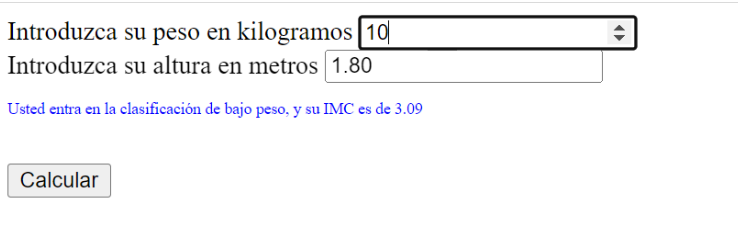 Introduzca su peso en kilogramos 10
Introduzca su altura en metros 1.80
Usted entra en la clasificación de bajo peso, y su IMC es de 3.09
Calcular